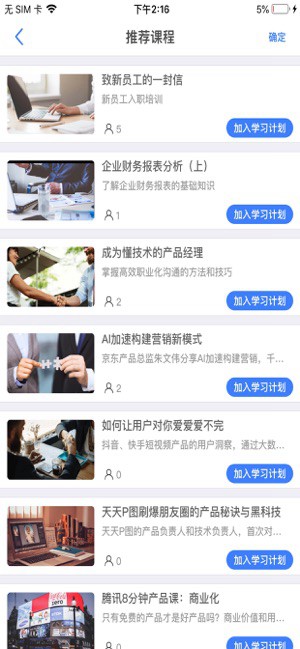 无 SIM 卡 下午2:16 5%
推荐课程 确定
致新员工的一封信
新员工入职培训
5 加入学习计划
企业财务报表分析（上）
了解企业财务报表的基础知识
1 加入学习计划
成为懂技术的产品经理
掌握高效职业化沟通的方法和技巧
2 加入学习计划
AI加速构建营销新模式
京东产品总监朱文伟分享AI加速构建营销，千...
2 加入学习计划
如何让用户对你爱爱爱不完
抖音、快手短视频产品的用户洞察，通过大数...
0 加入学习计划
天天P图刷爆朋友圈的产品秘诀与黑科技
天天P图的产品负责人和技术负责人，首次对...
0 加入学习计划
腾讯8分钟产品课：商业化
只有免费的产品才是好产品吗？商业价值和用...
zero
0 加入学习计划